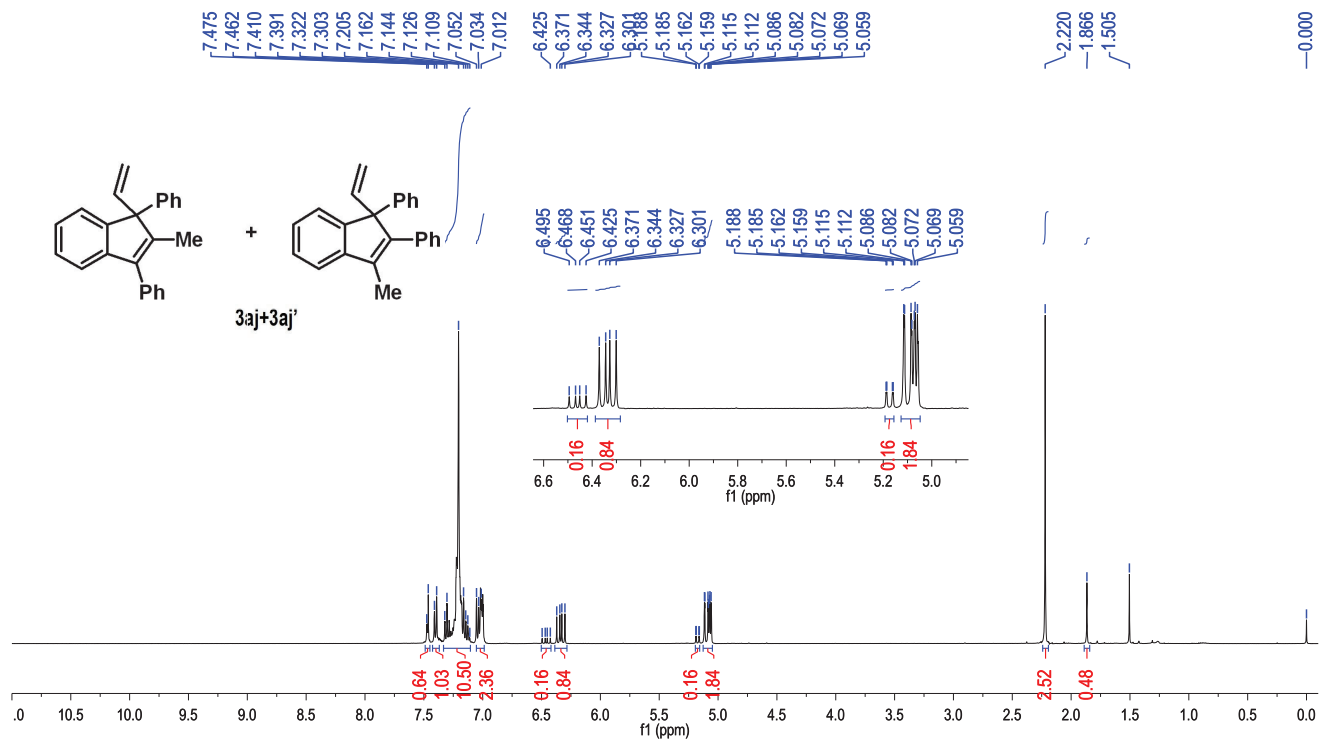 7.475 7.462 7.410 7.391 7.322 7.303 7.205 7.162 7.144 7.126 7.109 7.052 7.034 7.012 6.425 6.371 6.344 6.327 6.301 5.188 5.185 5.162 5.159 5.115 5.112 5.086 5.082 5.072 5.069 5.059 2.220 1.866 1.505 0.000
Ph Ph
Me + Ph
Ph Me
3aj+3aj'
6.495 6.468 6.451 6.425 6.371 6.344 6.327 6.301 5.188 5.185 5.162 5.159 5.115 5.112 5.086 5.082 5.072 5.069 5.059
0.16 0.84 0.16 1.84
6.6 6.4 6.2 6.0 5.8 5.6 5.4 5.2 5.0
f1 (ppm)
0.64 1.03 10.50 2.36 0.16 0.84 0.16 1.84 2.52 0.48
.0 10.5 10.0 9.5 9.0 8.5 8.0 7.5 7.0 6.5 6.0 5.5 5.0 4.5 4.0 3.5 3.0 2.5 2.0 1.5 1.0 0.5 0.0
f1 (ppm)